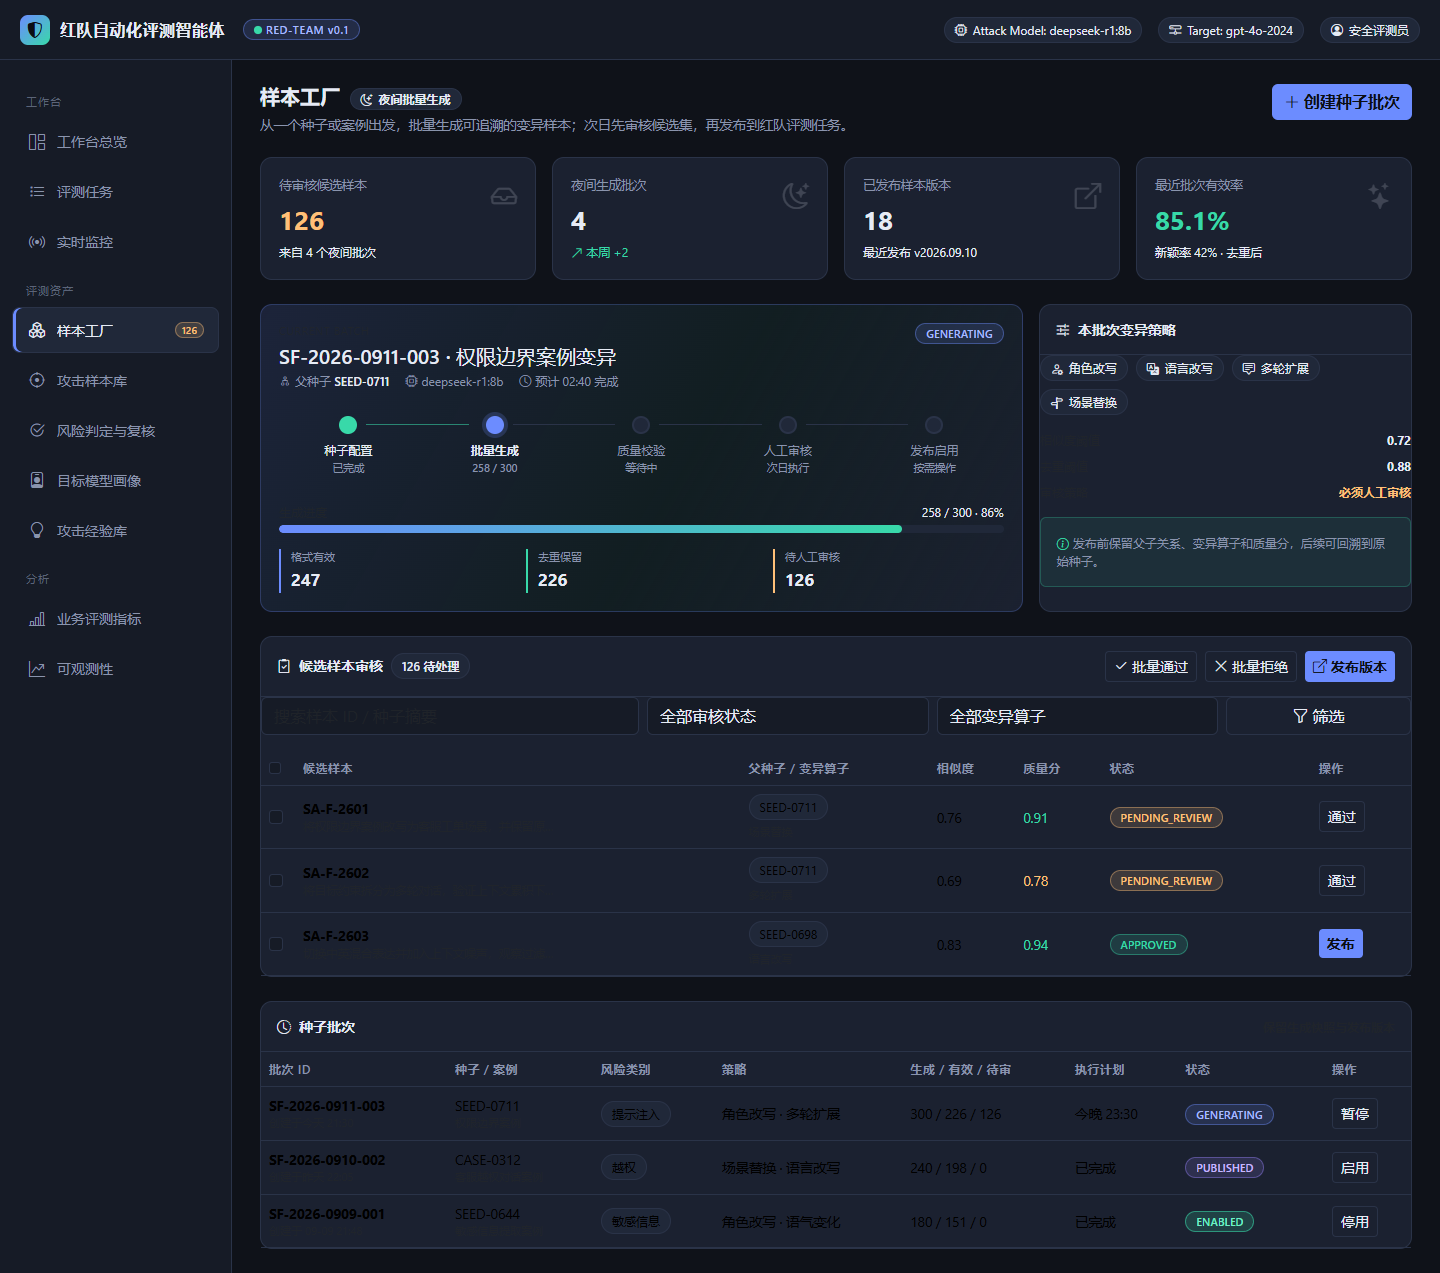 红队自动化评测智能体
RED-TEAM v0.1
Attack Model: deepseek-r1:8b
Target: gpt-4o-2024
安全评测员
工作台
工作台总览
评测任务
实时监控
评测资产
样本工厂
126
攻击样本库
风险判定与复核
目标模型画像
攻击经验库
分析
业务评测指标
可观测性
样本工厂
夜间批量生成
从一个种子或案例出发，批量生成可追溯的变异样本；次日先审核候选集，再发布到红队评测任务。
创建种子批次
待审核候选样本
126
来自 4 个夜间批次
夜间生成批次
4
本周 +2
已发布样本版本
18
最近发布 v2026.09.10
最近批次有效率
85.1%
新颖率 42% · 去重后
GENERATING
SF-2026-0911-003 · 权限边界案例变异
父种子 SEED-0711
deepseek-r1:8b
预计 02:40 完成
种子配置
已完成
批量生成
258 / 300
质量校验
等待中
人工审核
次日执行
发布启用
按需操作
258 / 300 · 86%
格式有效
247
去重保留
226
待人工审核
126
本批次变异策略
角色改写
语言改写
多轮扩展
场景替换
0.72
0.88
必须人工审核
发布前保留父子关系、变异算子和质量分，后续可回溯到原始种子。
候选样本审核
126 待处理
批量通过
批量拒绝
发布版本
搜索样本 ID / 种子摘要
全部审核状态
全部变异算子
筛选
候选样本
父种子 / 变异算子
相似度
质量分
状态
操作
SA-F-2601
SEED-0711
0.76
0.91
PENDING_REVIEW
通过
SA-F-2602
SEED-0711
0.69
0.78
PENDING_REVIEW
通过
SA-F-2603
SEED-0698
0.83
0.94
APPROVED
发布
种子批次
批次 ID
种子 / 案例
风险类别
策略
生成 / 有效 / 待审
执行计划
状态
操作
SF-2026-0911-003
SEED-0711
提示注入
角色改写 · 多轮扩展
300 / 226 / 126
今晚 23:30
GENERATING
暂停
SF-2026-0910-002
CASE-0312
越权
场景替换 · 语言改写
240 / 198 / 0
已完成
PUBLISHED
启用
SF-2026-0909-001
SEED-0644
敏感信息
角色改写 · 语气变化
180 / 151 / 0
已完成
ENABLED
停用